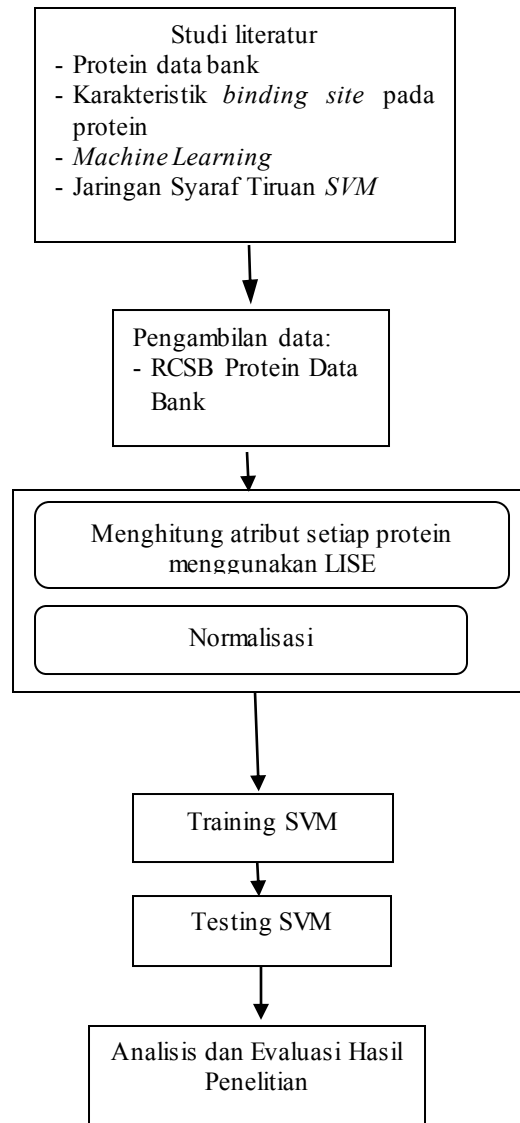 Studi literatur
- Protein data bank
- Karakteristik binding site pada
protein
- Machine Learning
- Jaringan Syaraf Tiruan SVM
Pengambilan data:
- RCSB Protein Data
Bank
Menghitung atribut setiap protein
menggunakan LISE
Normalisasi
Training SVM
Testing SVM
Analisis dan Evaluasi Hasil
Penelitian